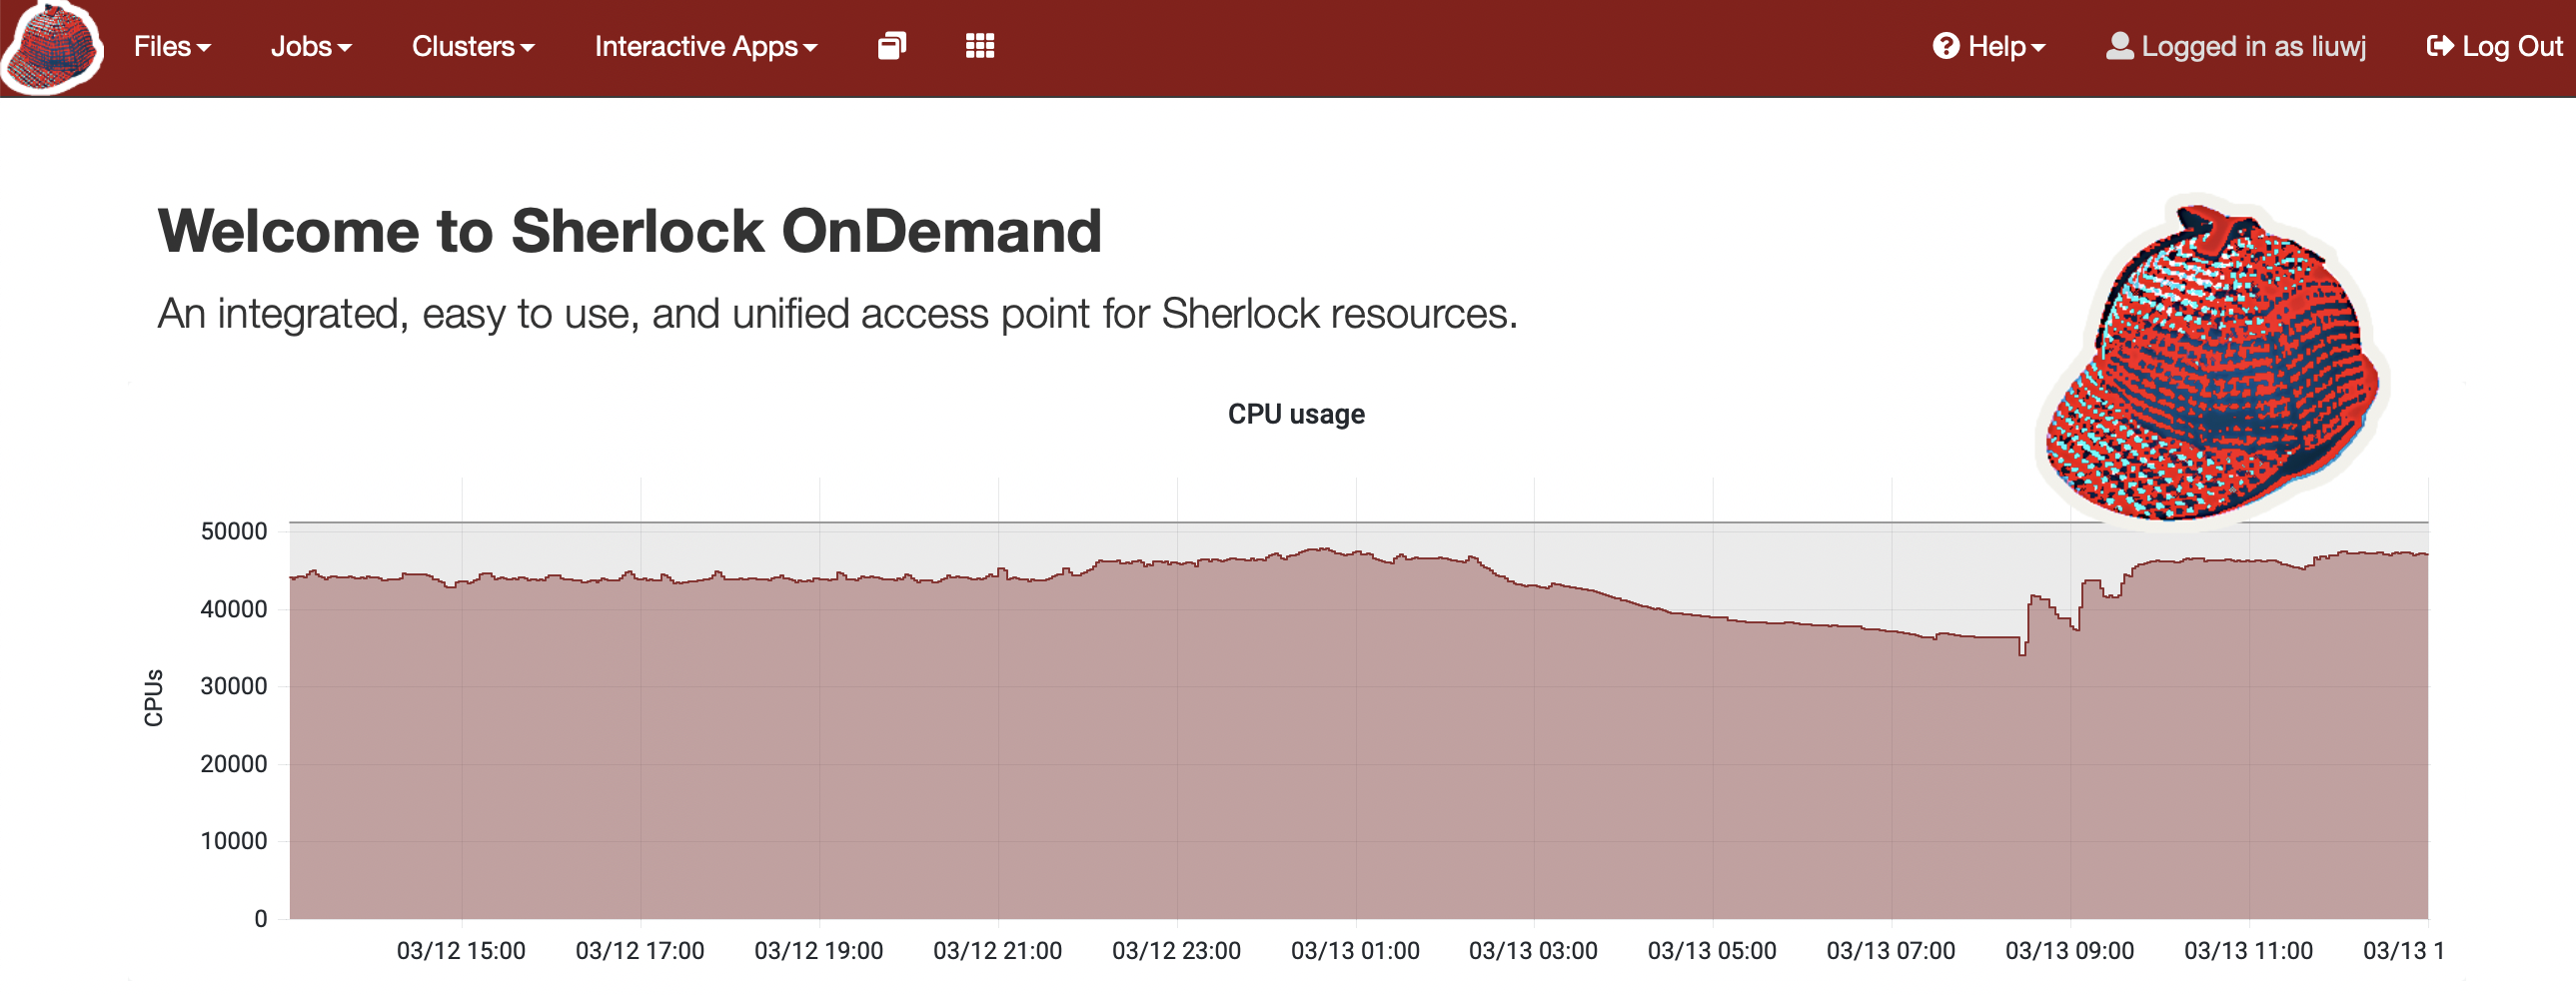 Files Jobs Clusters Interactive Apps Help Logged in as liuwj Log Out
Welcome to Sherlock OnDemand
An integrated, easy to use, and unified access point for Sherlock resources.
CPU usage
50000
40000
30000
20000
10000
0
CPUs
03/12 15:00 03/12 17:00 03/12 19:00 03/12 21:00 03/12 23:00 03/13 01:00 03/13 03:00 03/13 05:00 03/13 07:00 03/13 09:00 03/13 11:00 03/13 1